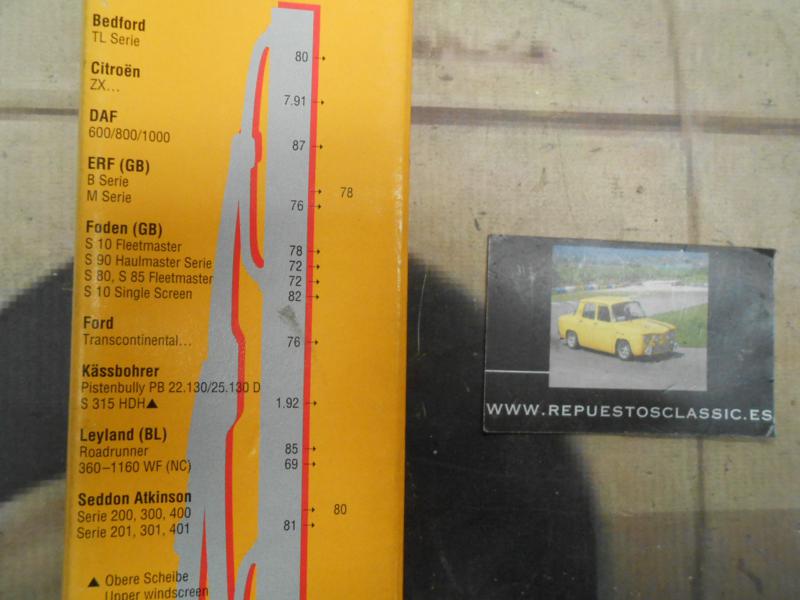 Bedford
TL Serie
80
Citroën
ZX...
7.91
DAF
600/800/1000
87
ERF (GB)
B Serie
78
M Serie
76
Foden (GB)
S 10 Fleetmaster
78
S 90 Haulmaster Serie
72
S 80, S 85 Fleetmaster
72
S 10 Single Screen
82
Ford
Transcontinental...
76
Kässbohrer
Pistenbully PB 22.130/25.130 D
S 315 HDH▲
1.92
Leyland (BL)
Roadrunner
85
360–1160 WF (NC)
69
Seddon Atkinson
Serie 200, 300, 400
80
Serie 201, 301, 401
81
▲ Obere Scheibe
Upper windscreen
WWW.REPUESTOSCLASSIC.ES